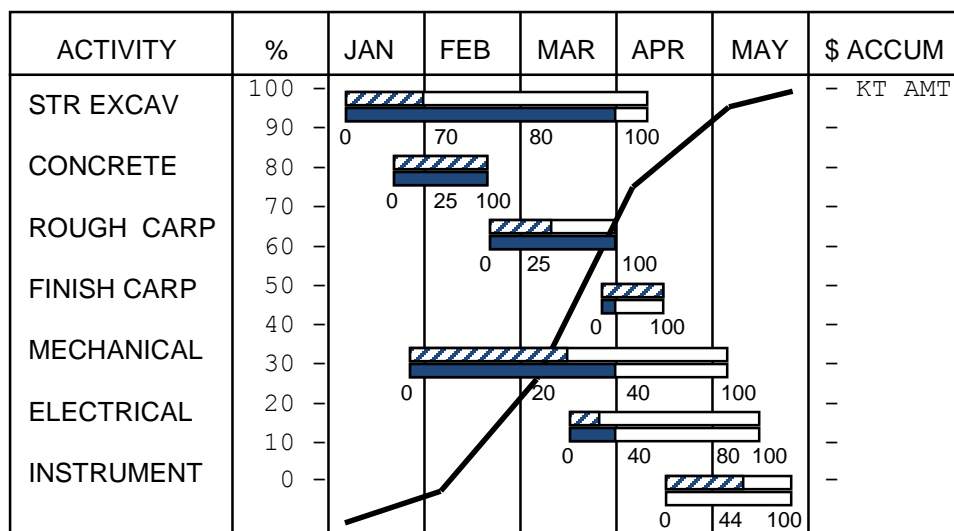 ACTIVITY % JAN FEB MAR APR MAY $ ACCUM
100 – – KT AMT
STR EXCAV
90 – –
0 70 80 100
CONCRETE
80 – –
0 25 100
70 – –
ROUGH CARP
60 – –
0 25 100
FINISH CARP
50 – –
0 100
40 – –
MECHANICAL
30 – –
0 20 40 100
ELECTRICAL
20 – –
10 – –
0 40 80 100
INSTRUMENT
0 – –
0 44 100